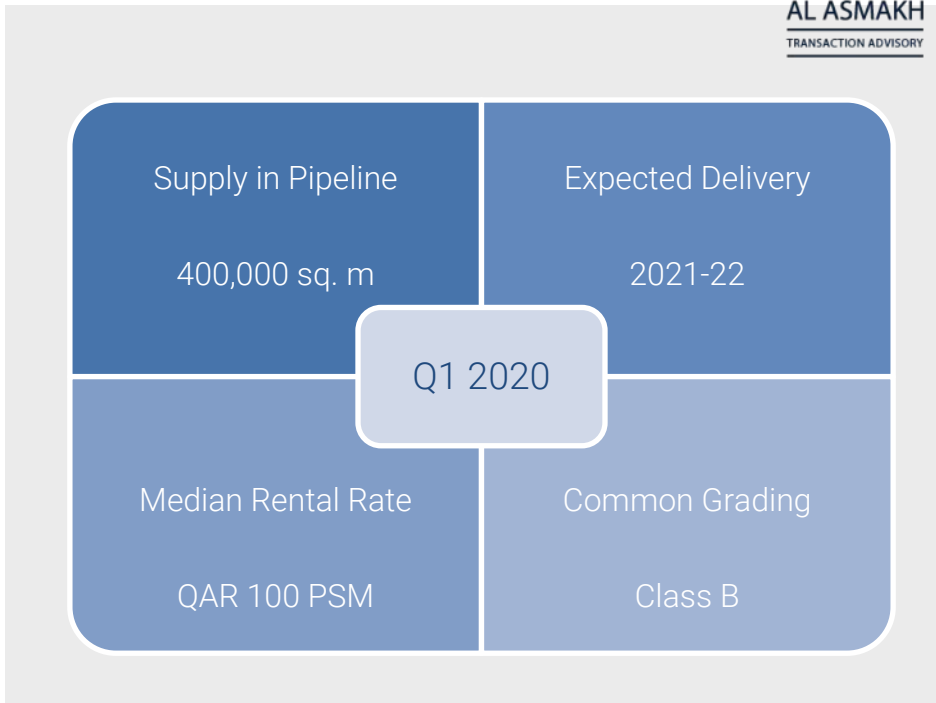 AL ASMAKH
TRANSACTION ADVISORY
Supply in Pipeline
400,000 sq. m
Expected Delivery
2021-22
Q1 2020
Median Rental Rate
QAR 100 PSM
Common Grading
Class B